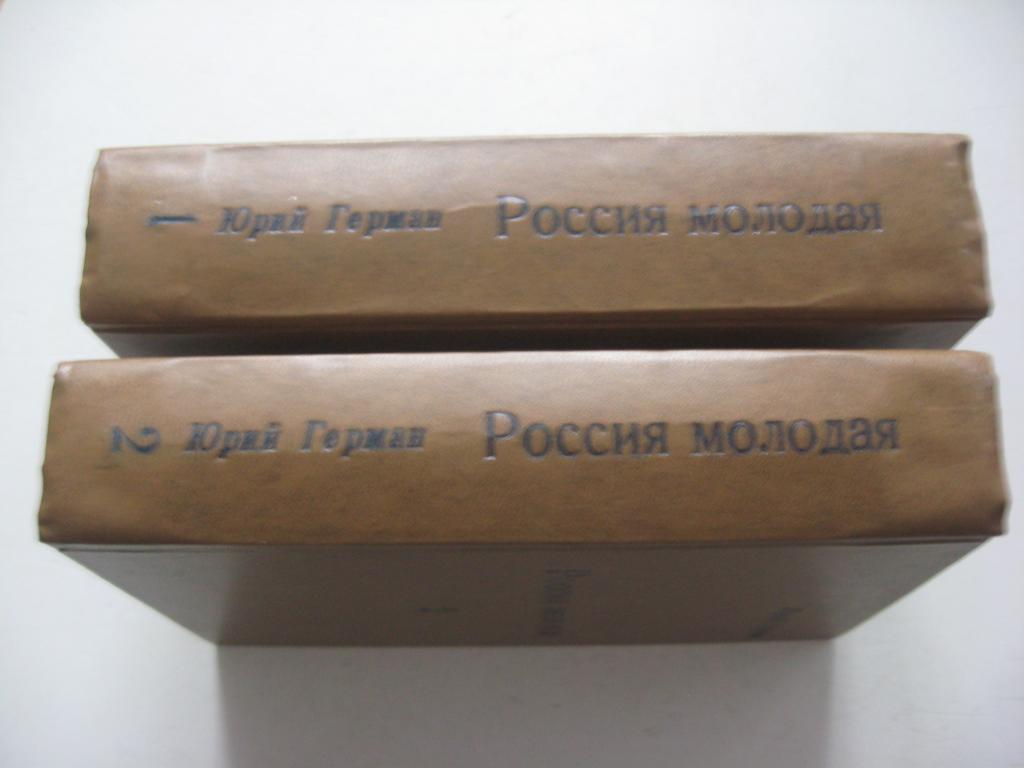 1 Юрий Герман Россия молодая
2 Юрий Герман Россия молодая